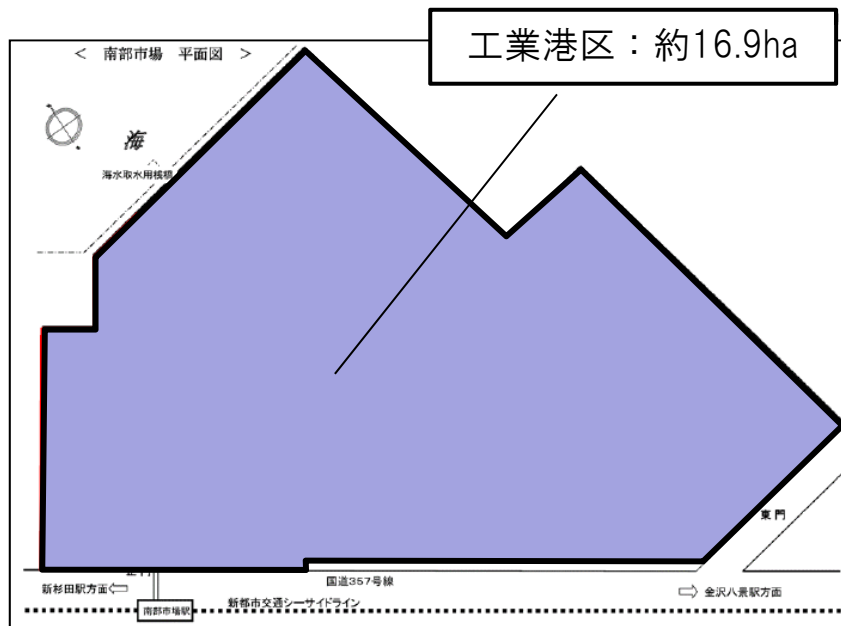 工業港区：約16.9ha
＜ 南部市場 平面図 ＞
海
海水取水用桟橋
東門
正門
国道357号線
新杉田駅方面
金沢八景駅方面
新都市交通シーサイドライン
南部市場駅